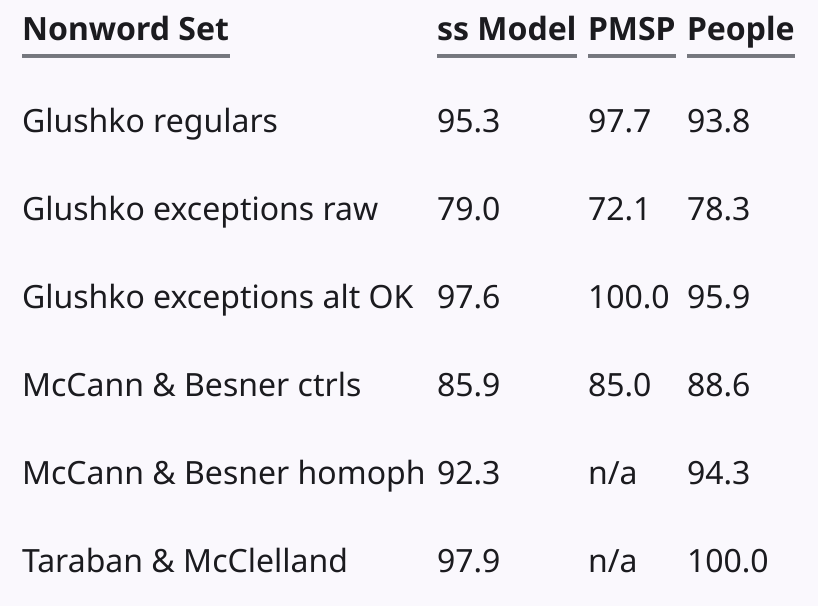 Nonword Set ss Model PMSP People
Glushko regulars 95.3 97.7 93.8
Glushko exceptions raw 79.0 72.1 78.3
Glushko exceptions alt OK 97.6 100.0 95.9
McCann & Besner ctrls 85.9 85.0 88.6
McCann & Besner homoph 92.3 n/a 94.3
Taraban & McClelland 97.9 n/a 100.0